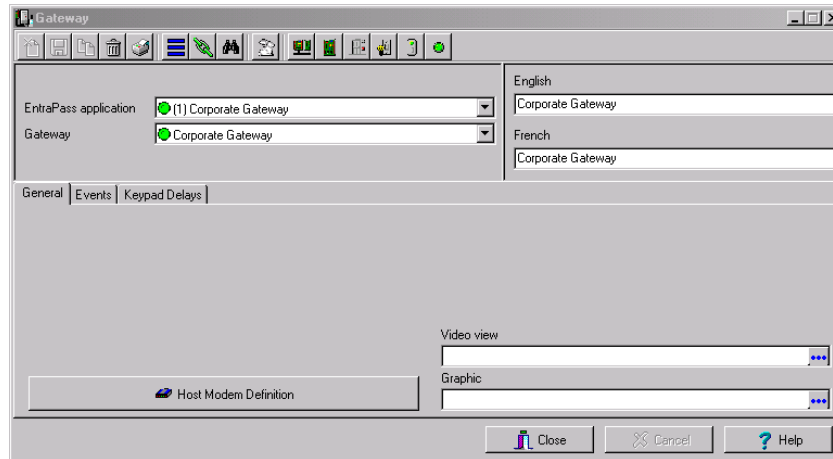 Gateway
EntraPass application
(1) Corporate Gateway
Gateway
Corporate Gateway
English
Corporate Gateway
French
Corporate Gateway
General
Events
Keypad Delays
Video view
Graphic
Host Modem Definition
Close
Cancel
Help